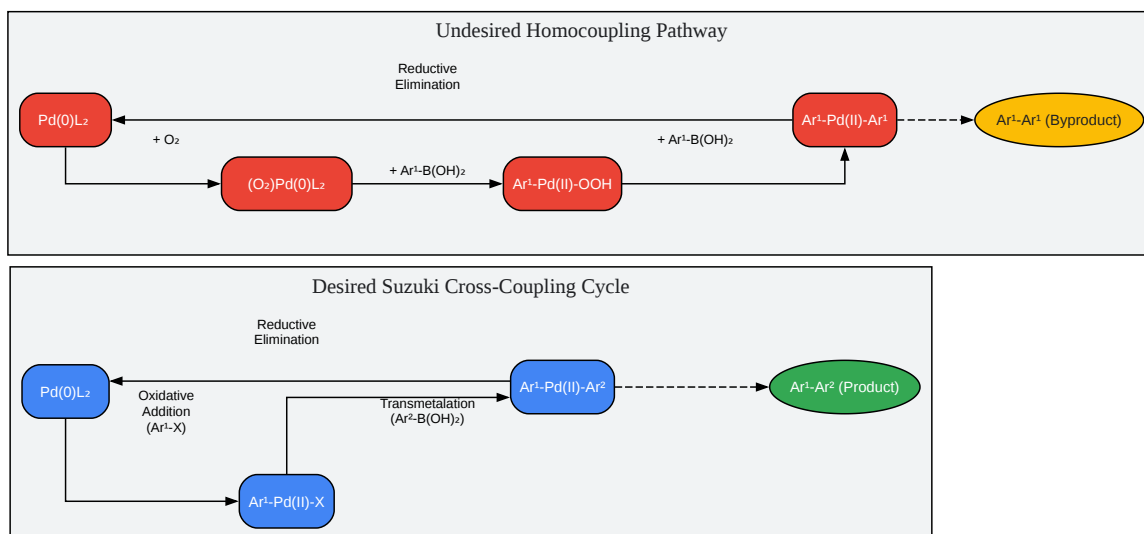 Undesired Homocoupling Pathway
Reductive
Elimination
Pd(0)L₂
Ar¹-Pd(II)-Ar¹
Ar¹-Ar¹ (Byproduct)
+ O₂
+ Ar¹-B(OH)₂
(O₂)Pd(0)L₂
+ Ar¹-B(OH)₂
Ar¹-Pd(II)-OOH
Desired Suzuki Cross-Coupling Cycle
Reductive
Elimination
Pd(0)L₂
Ar¹-Pd(II)-Ar²
Ar¹-Ar² (Product)
Oxidative
Addition
(Ar¹-X)
Transmetalation
(Ar²-B(OH)₂)
Ar¹-Pd(II)-X